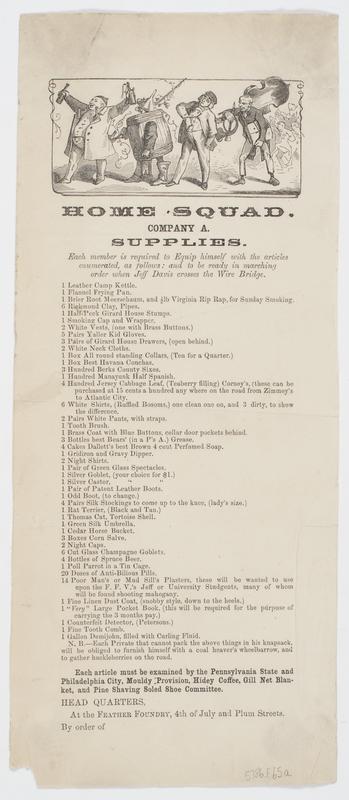 HOME SQUAD.
COMPANY A.
SUPPLIES.
Each member is required to Equip himself with the articles
enumerated, as follows: and to be ready in marching
order when Jeff Davis crosses the Wire Bridge.
1 Leather Camp Kettle.
1 Flannel Frying Pan.
1 Brier Root Meerschaum, and ½lb Virginia Rip Rap, for Sunday Smoking.
6 Richmond Clay, Pipes.
1 Half-Peck Girard House Stumps.
1 Smoking Cap and Wrapper.
2 White Vests, (one with Brass Buttons.)
5 Pairs Yaller Kid Gloves.
3 Pairs of Girard House Drawers, (open behind.)
2 White Neck Cloths.
1 Box All round standing Collars, (Ten for a Quarter.)
1 Box Best Havana Conchas.
3 Hundred Berks County Sixes.
1 Hundred Manayunk Half Spanish.
4 Hundred Jersey Cabbage Leaf, (Teaberry filling) Corney's, (these can be
purchased at 15 cents a hundred any where on the road from Zimmey's
to Atlantic City.
6 White Shirts, (Ruffled Bosoms,) one clean one on, and 3 dirty, to show
the difference.
2 Pairs White Pants, with straps.
1 Tooth Brush.
1 Brass Coat with Blue Buttons, cellar door pockets behind.
3 Bottles best Bears' (in a P's A.) Grease.
4 Cakes Dallett's best Brown 4 cent Perfumed Soap.
1 Gridiron and Gravy Dipper.
2 Night Shirts.
1 Pair of Green Glass Spectacles.
1 Silver Goblet, (your choice for $1.)
1 Silver Castor, " "
1 Pair of Patent Leather Boots.
1 Odd Boot, (to change.)
4 Pairs Silk Stockings to come up to the knee, (lady's size.)
1 Rat Terrier, (Black and Tan.)
1 Thomas Cat, Tortoise Shell.
1 Green Silk Umbrella.
1 Cedar Horse Bucket.
3 Boxes Corn Salve.
2 Night Caps.
6 Cut Glass Champagne Goblets.
4 Bottles of Spruce Beer.
1 Poll Parrot in a Tin Cage.
20 Doses of Anti-Bilious Pills.
14 Poor Man's or Mud Sill's Plasters, these will be wanted to use
upon the F. F. V.'s Jeff or University Students, many of whom
will be found shooting mahogany.
1 Fine Linen Dust Coat, (snobby style, down to the heels.)
1 "Very" Large Pocket Book, (this will be required for the purpose of
carrying the 3 months pay.)
1 Counterfeit Detector, (Petersons.)
1 Fine Tooth Comb.
1 Gallon Demijohn, filled with Carling Fluid.
N. B.—Each Private that cannot pack the above things in his knapsack,
will be obliged to furnish himself with a coal heaver's wheelbarrow, and
to gather huckleberries on the road.
Each article must be examined by the Pennsylvania State and
Philadelphia City, Mouldy Provision, Hidey Coffee, Gill Net Blan-
ket, and Pine Shaving Soled Shoe Committee.
HEAD QUARTERS,
At the FEATHER FOUNDRY, 4th of July and Plum Streets.
By order of
5786.F.65a